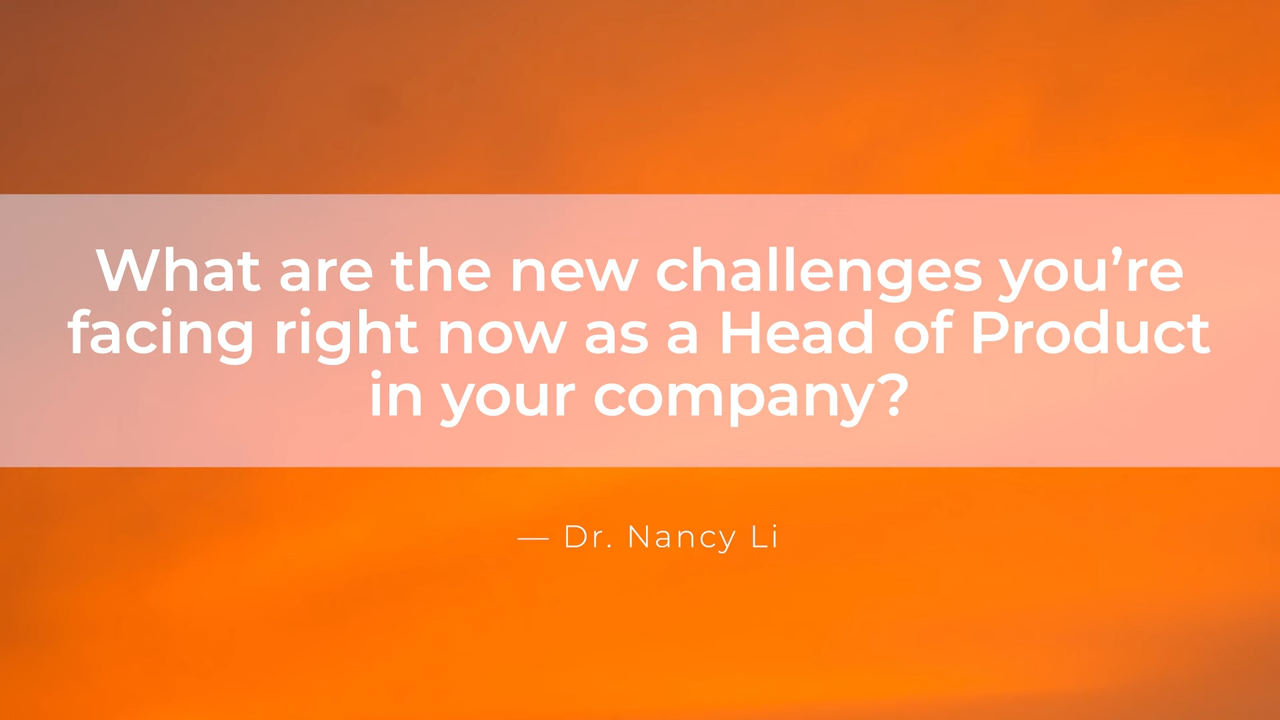 What are the new challenges you’re
facing right now as a Head of Product
in your company?
— Dr. Nancy Li